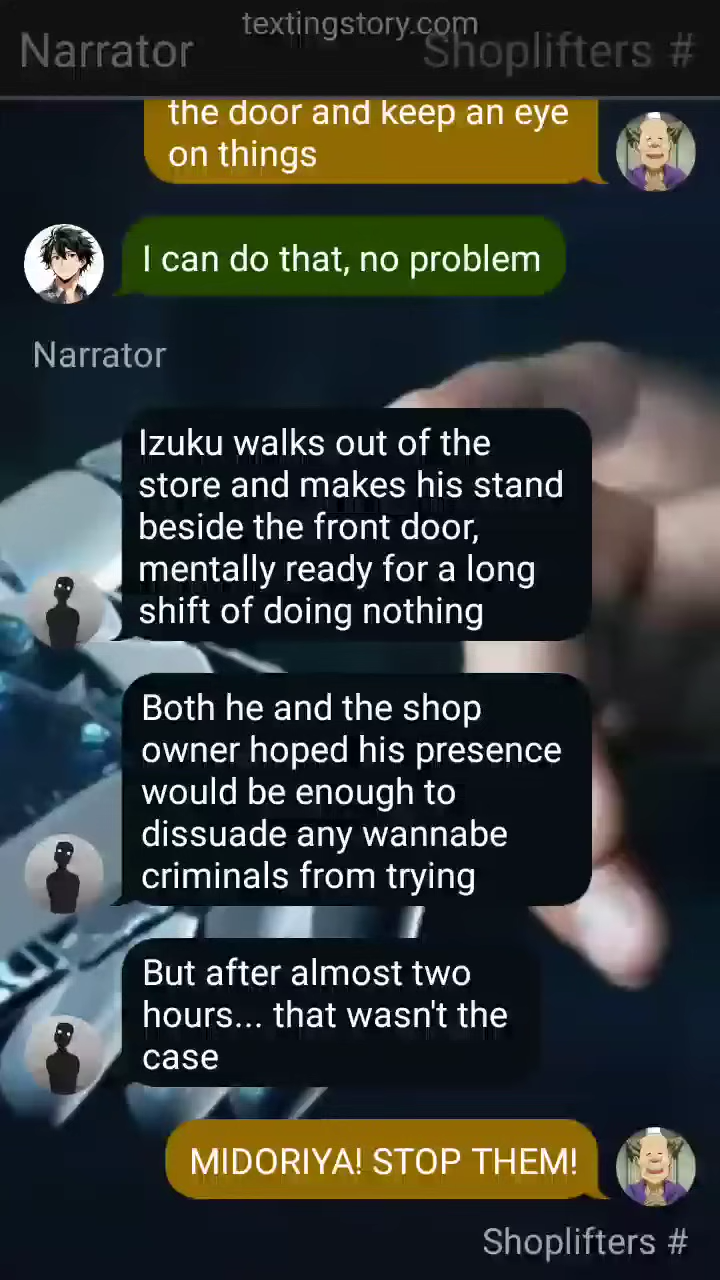 textingstory.com
Narrator
Shoplifters #
the door and keep an eye
on things
I can do that, no problem
Narrator
Izuku walks out of the
store and makes his stand
beside the front door,
mentally ready for a long
shift of doing nothing
Both he and the shop
owner hoped his presence
would be enough to
dissuade any wannabe
criminals from trying
But after almost two
hours... that wasn't the
case
MIDORIYA! STOP THEM!
Shoplifters #